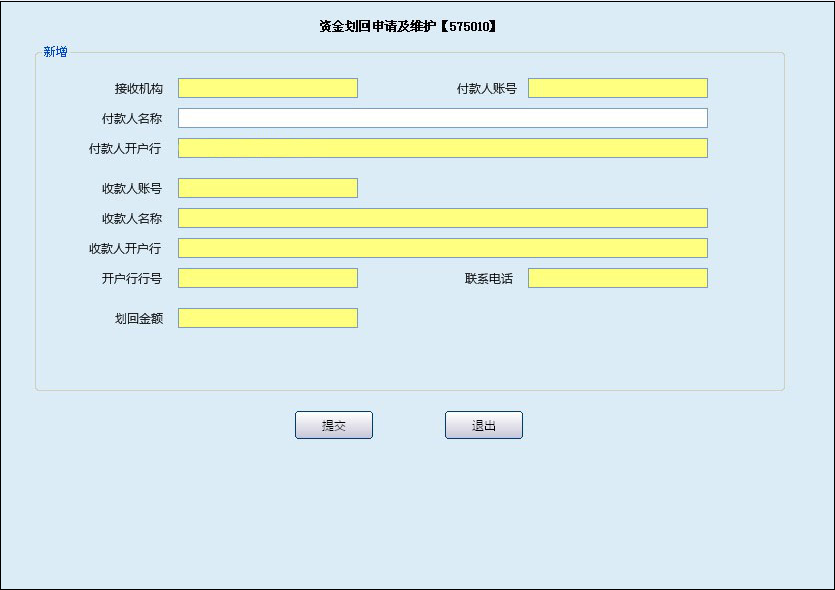 资金划回申请及维护【575010】
新增
接收机构 付款人账号
付款人名称
付款人开户行
收款人账号
收款人名称
收款人开户行
开户行行号 联系电话
划回金额
提交 退出